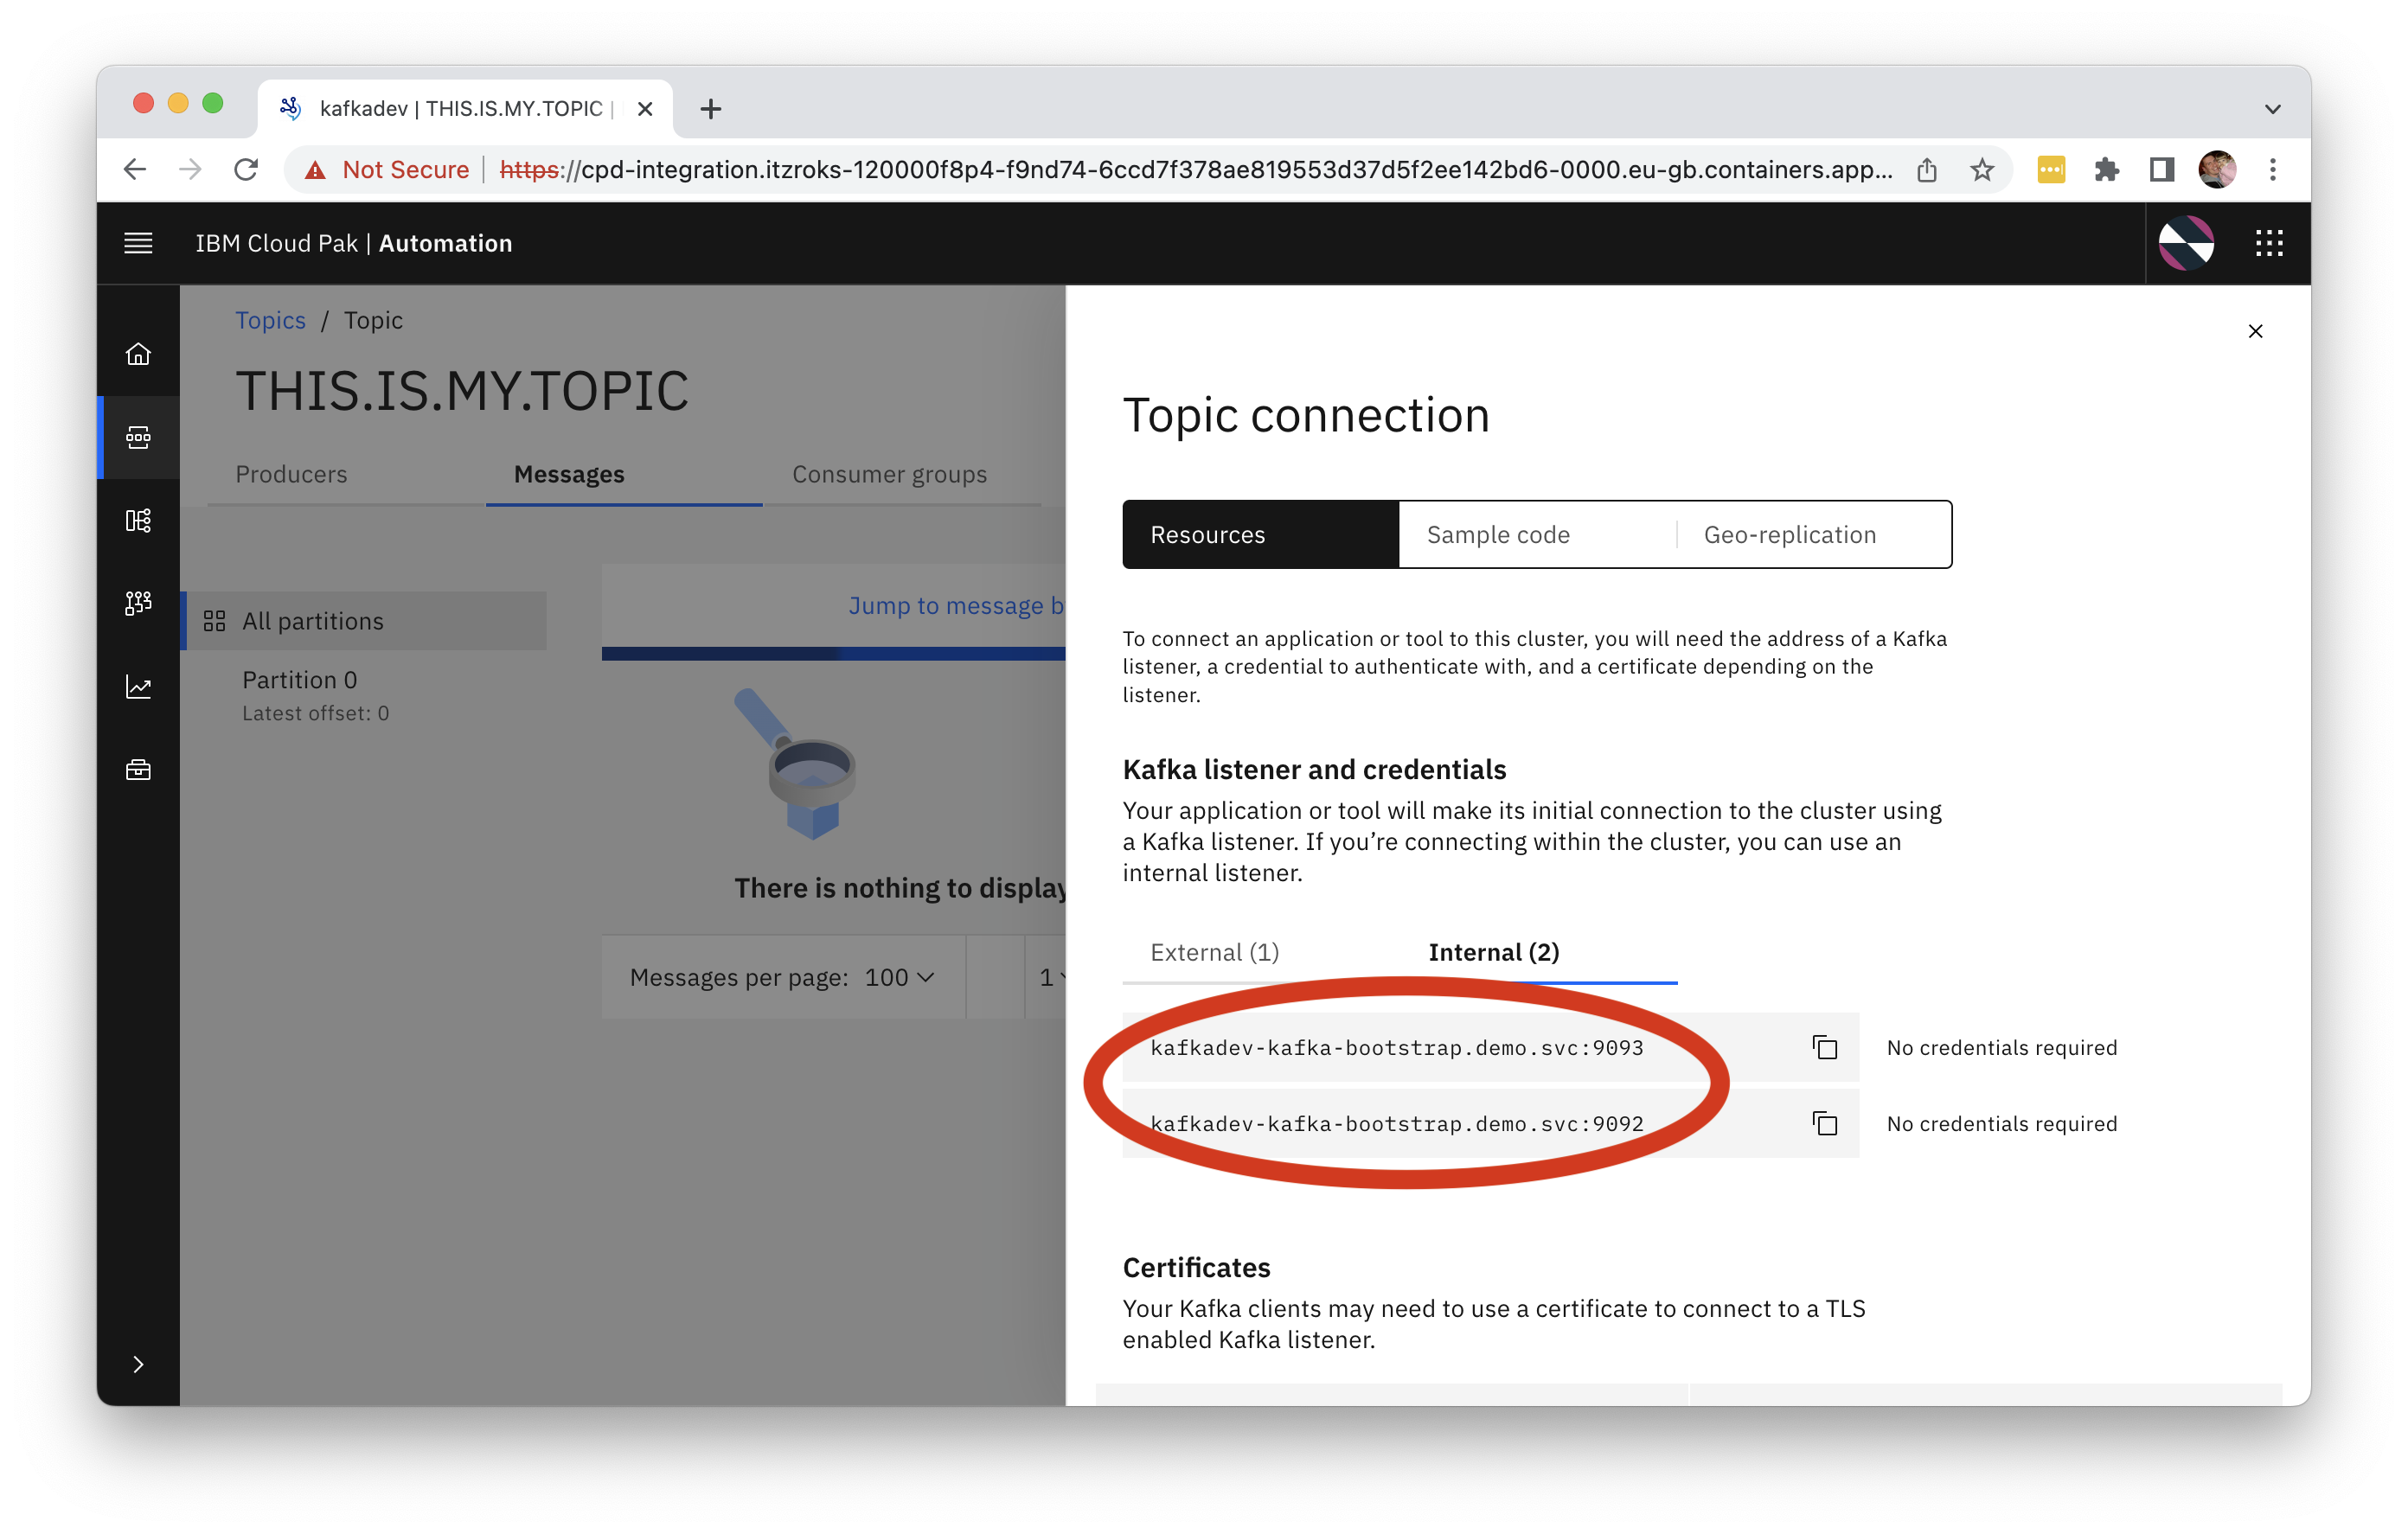 kafkadev | THIS.IS.MY.TOPIC |
Not Secure | https://cpd-integration.itzroks-120000f8p4-f9nd74-6ccd7f378ae819553d37d5f2ee142bd6-0000.eu-gb.containers.app...
IBM Cloud Pak | Automation
Topics / Topic
THIS.IS.MY.TOPIC
Producers
Messages
Consumer groups
All partitions
Partition 0
Latest offset: 0
Jump to message b
There is nothing to display
Messages per page: 100
1
Topic connection
Resources
Sample code
Geo-replication
To connect an application or tool to this cluster, you will need the address of a Kafka
listener, a credential to authenticate with, and a certificate depending on the
listener.
Kafka listener and credentials
Your application or tool will make its initial connection to the cluster using
a Kafka listener. If you’re connecting within the cluster, you can use an
internal listener.
External (1)
Internal (2)
kafkadev-kafka-bootstrap.demo.svc:9093
No credentials required
kafkadev-kafka-bootstrap.demo.svc:9092
No credentials required
Certificates
Your Kafka clients may need to use a certificate to connect to a TLS
enabled Kafka listener.